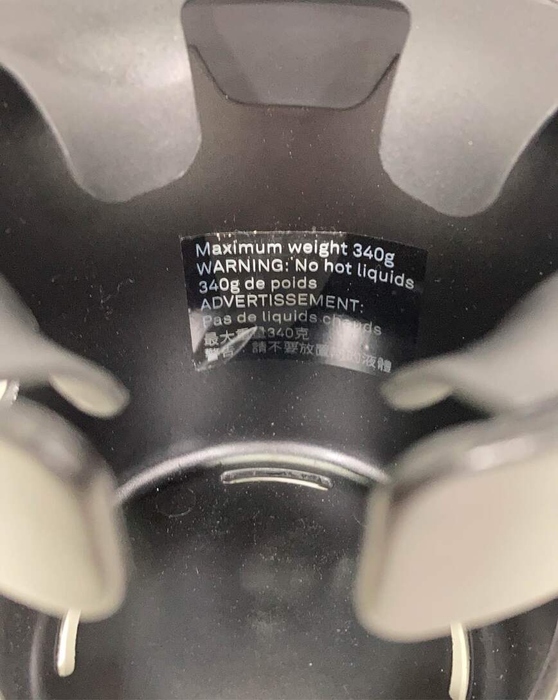 Maximum weight 340g
WARNING: No hot liquids
340g de poids
ADVERTISSEMENT:
Pas de liquids chauds
最大 340克
警告: 請不要放 的液體